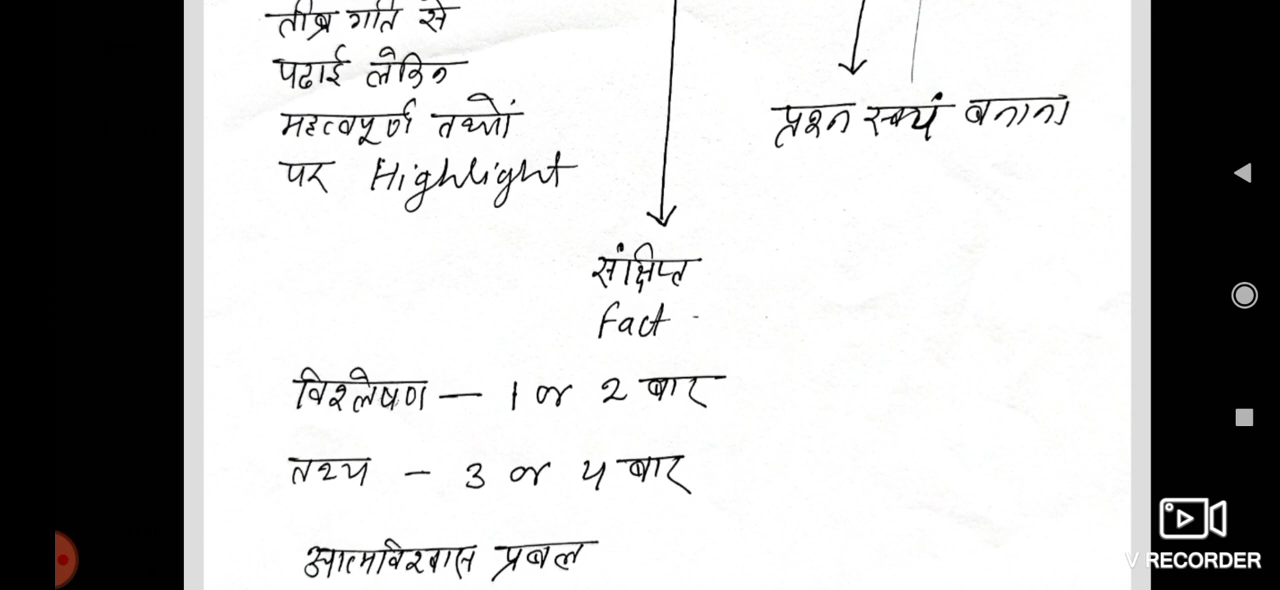 तीव्र गति से
पढाई लेकिन
महत्वपूर्ण तथ्यों
पर Highlight
प्रश्न स्वयं बनाना
संक्षिप्त
Fact
विश्लेषण — 1 or 2 बार
तथ्य - 3 or 4 बार
आत्मविश्वास प्रबल
V RECORDER